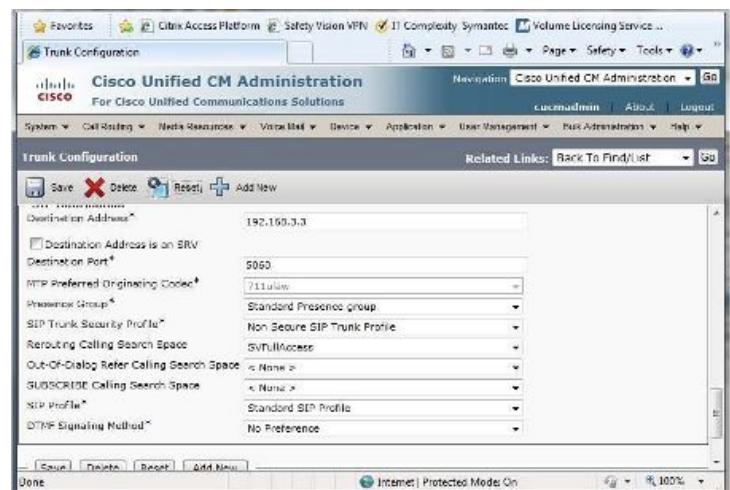 Favorites Citrix Access Platform Safety Vision VPN IT Complexity Symantec Volume Licensing Service ...
Trunk Configuration Page Safety Tools
Cisco Unified CM Administration Navigation Cisco Unified CM Administration Go
CISCO For Cisco Unified Communications Solutions cucmadmin About Logout
System Call Routing Media Resources Voice Mail Device Application User Management Bulk Administration Help
Trunk Configuration Related Links: Back To Find/List Go
Save Delete Reset Add New
SIP Information
Destination Address* 192.168.3.3
Destination Address is an SRV
Destination Port* 5060
MTP Preferred Originating Codec* 711ulaw
Presence Group* Standard Presence group
SIP Trunk Security Profile* Non Secure SIP Trunk Profile
Rerouting Calling Search Space SVFullAccess
Out-Of-Dialog Refer Calling Search Space < None >
SUBSCRIBE Calling Search Space < None >
SIP Profile* Standard SIP Profile
DTMF Signaling Method* No Preference
Save Delete Reset Add New
Done Internet | Protected Mode: On 100%